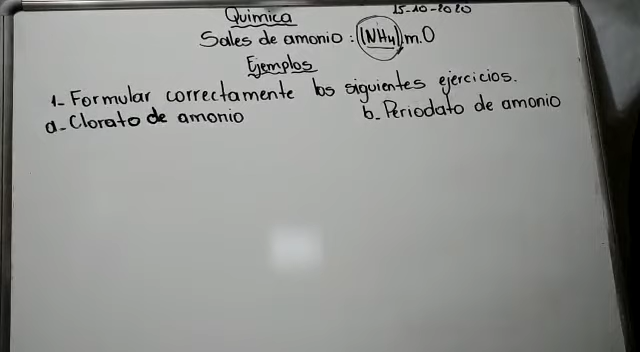 Química
15-10-2020
Sales de amonio: (NH4)m.O
Ejemplos
1- Formular correctamente los siguientes ejercicios.
a- Clorato de amonio
b- Periodato de amonio